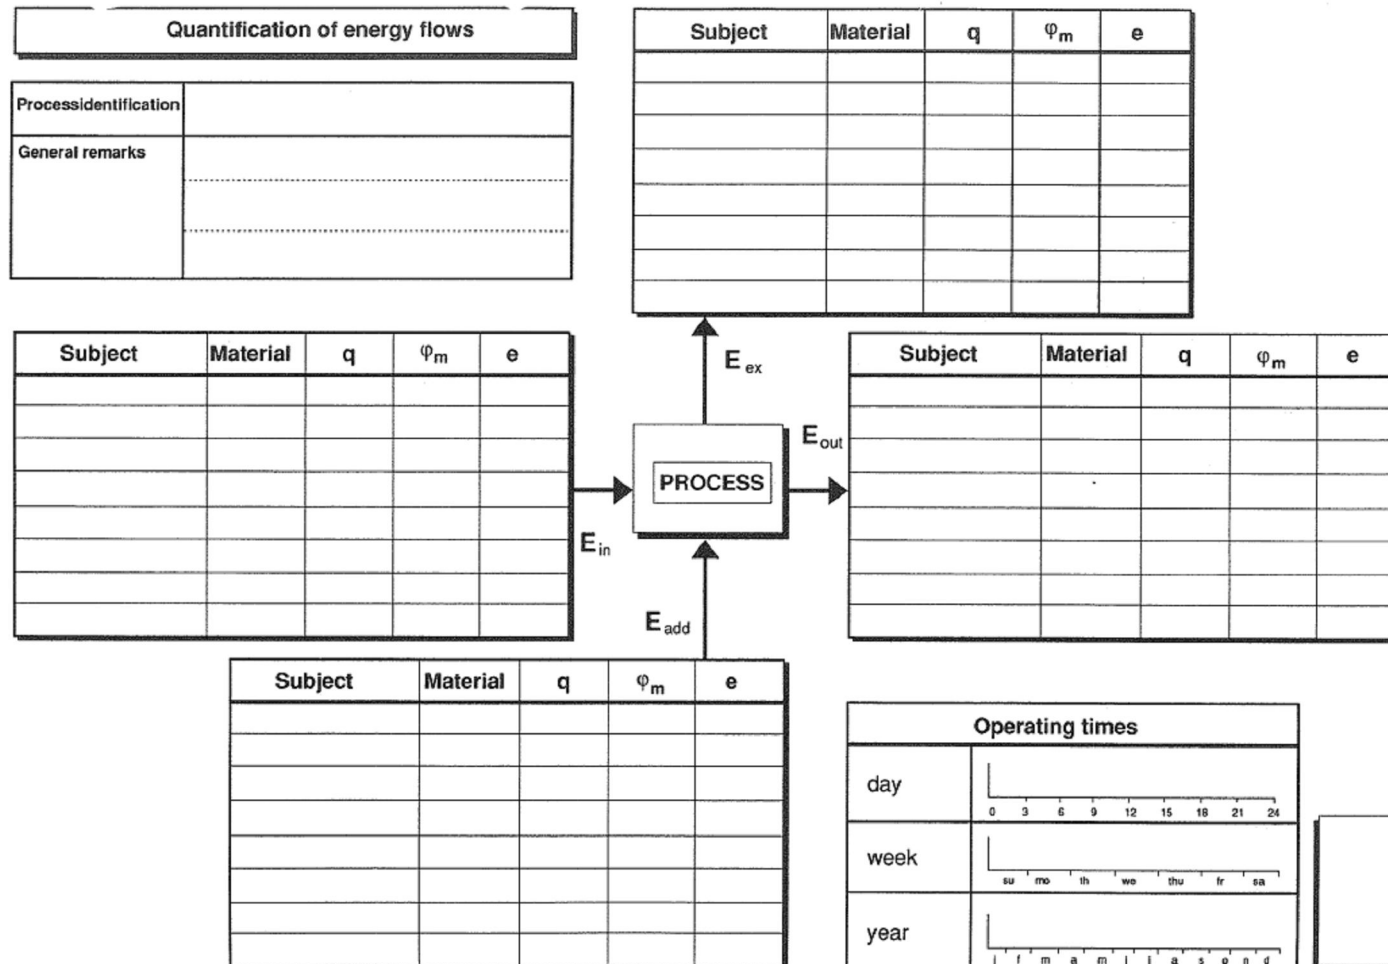 Quantification of energy flows
Processidentification
General remarks
Subject Material q φm e
Subject Material q φm e
E ex
Subject Material q φm e
E out
PROCESS
E in
E add
Subject Material q φm e
Operating times
day
0 3 6 9 12 15 18 21 24
week
su mo th we thu fr sa
year
j f m a m j j a s o n d